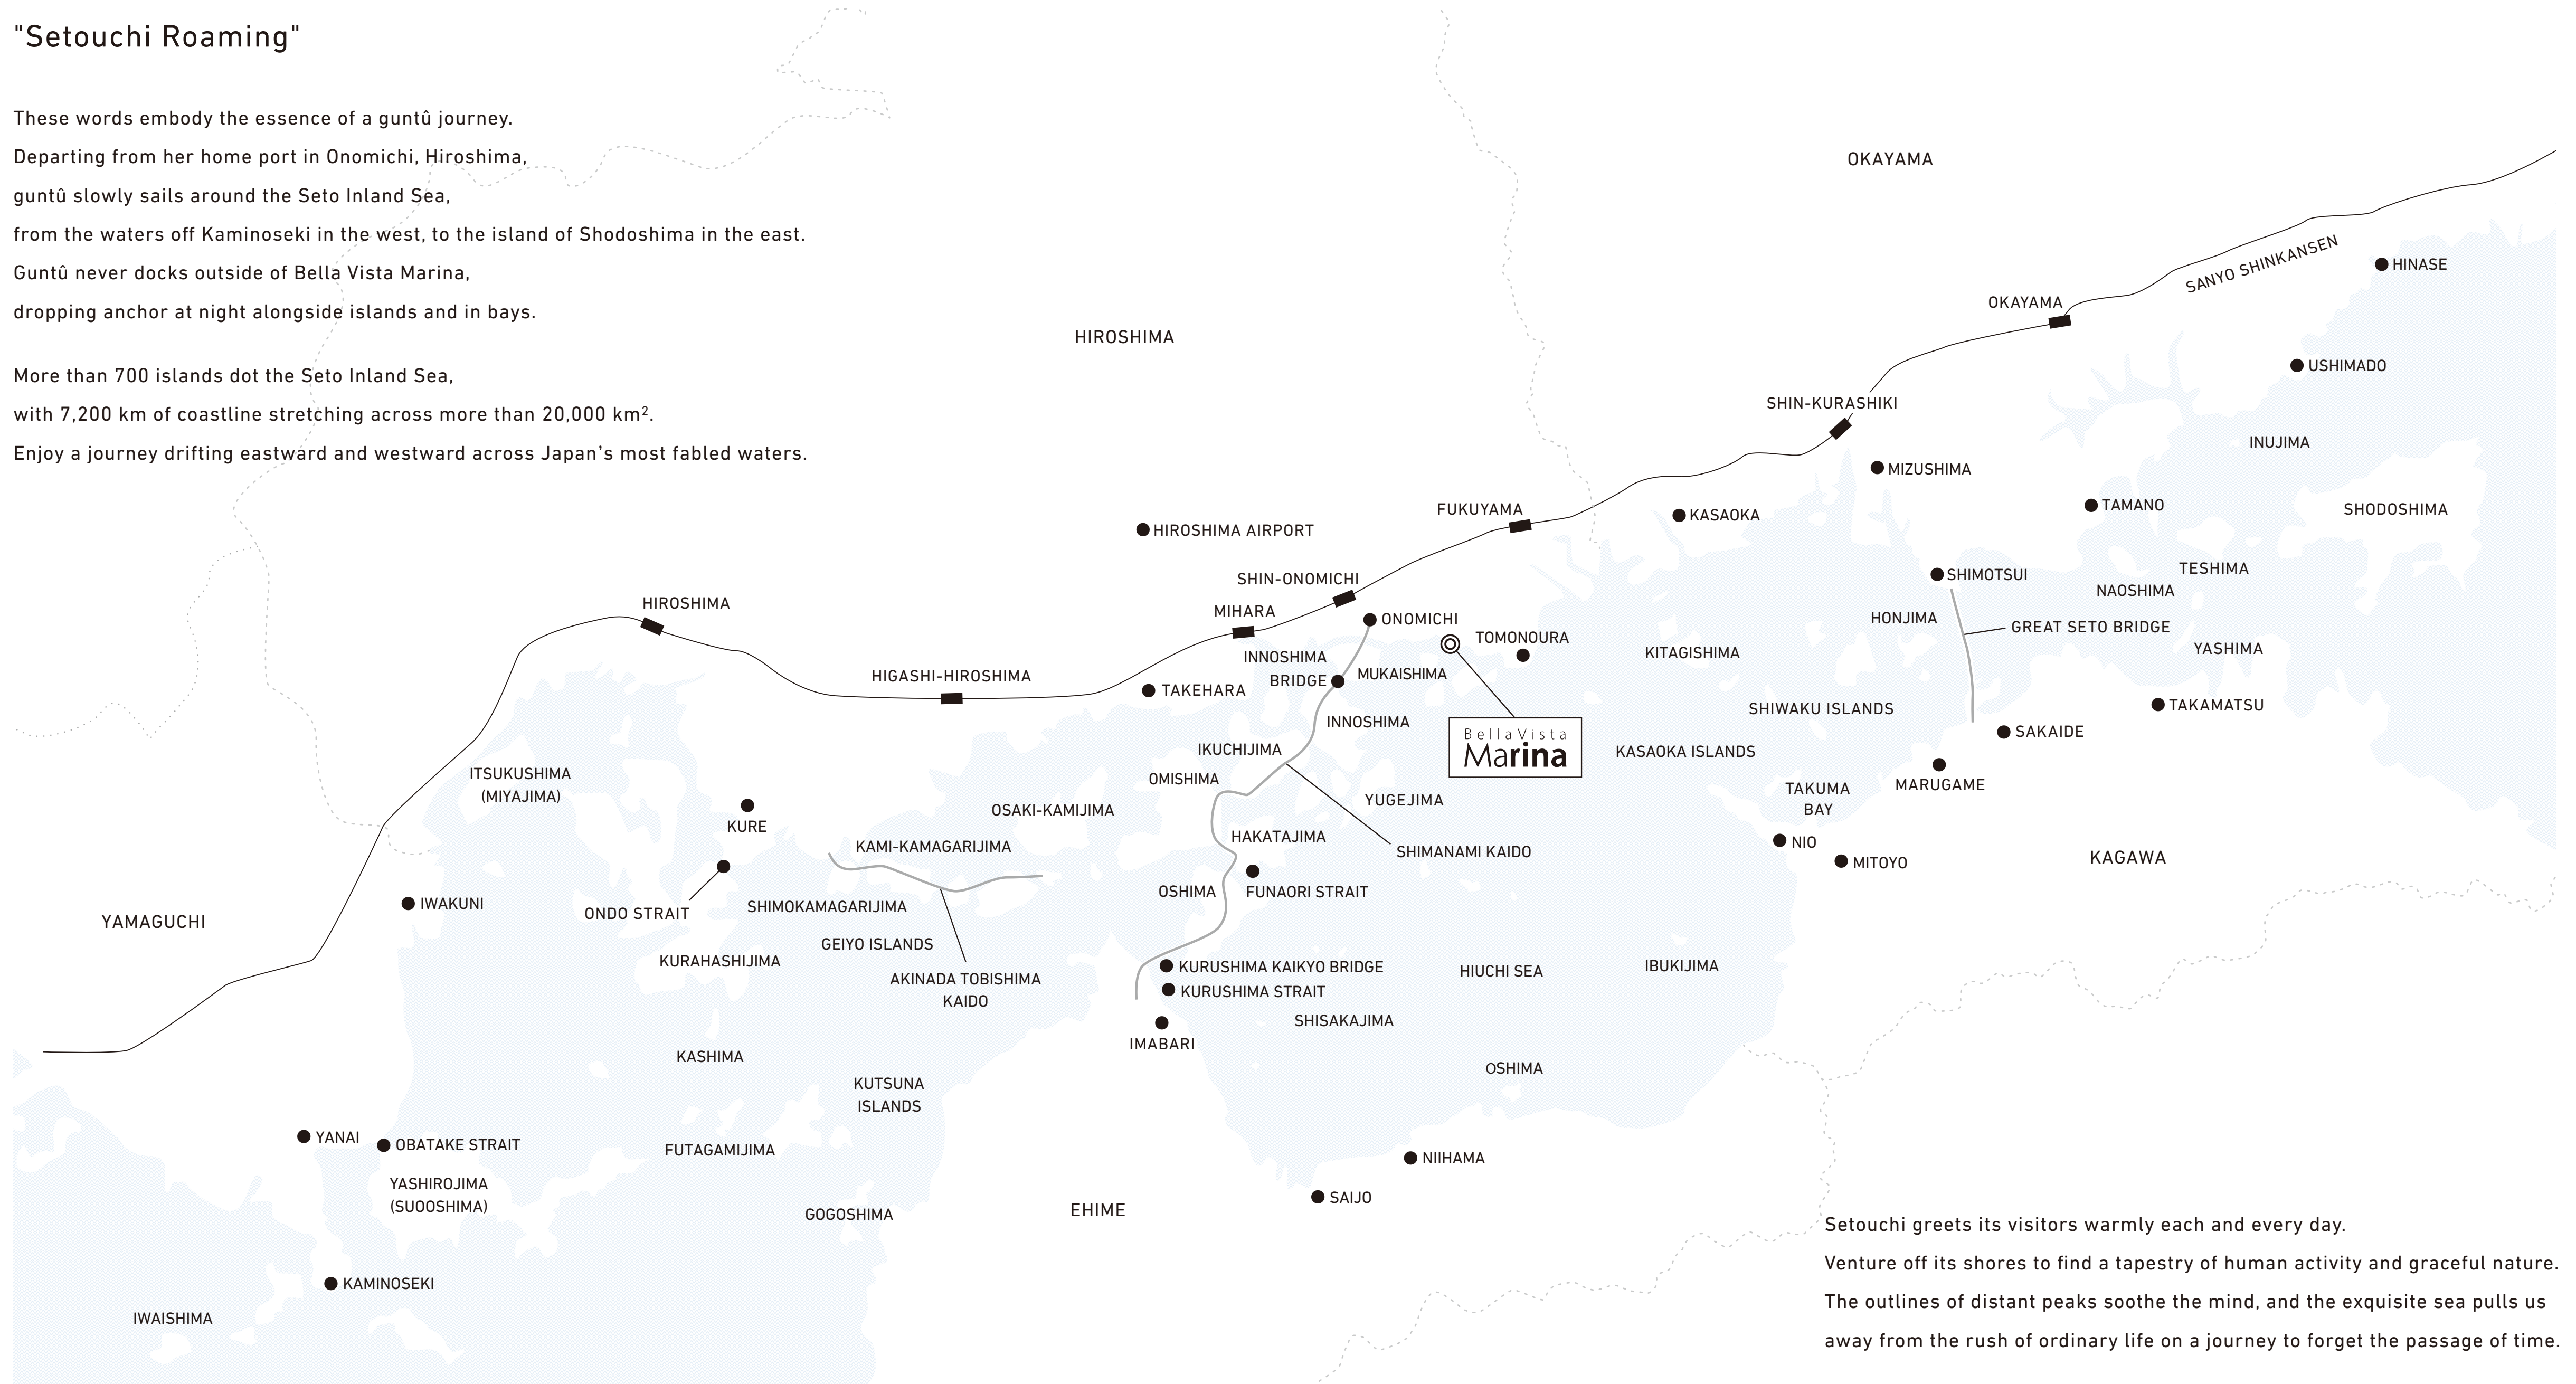 "Setouchi Roaming"
These words embody the essence of a guntû journey.
Departing from her home port in Onomichi, Hiroshima,
guntû slowly sails around the Seto Inland Sea,
from the waters off Kaminoseki in the west, to the island of Shodoshima in the east.
Guntû never docks outside of Bella Vista Marina,
dropping anchor at night alongside islands and in bays.
More than 700 islands dot the Seto Inland Sea,
with 7,200 km of coastline stretching across more than 20,000 km².
Enjoy a journey drifting eastward and westward across Japan's most fabled waters.
OKAYAMA
SANYO SHINKANSEN
HINASE
OKAYAMA
HIROSHIMA
USHIMADO
SHIN-KURASHIKI
INUJIMA
MIZUSHIMA
TAMANO
SHODOSHIMA
FUKUYAMA
KASAOKA
HIROSHIMA AIRPORT
TESHIMA
SHIMOTSUI
NAOSHIMA
SHIN-ONOMICHI
HIROSHIMA
MIHARA
ONOMICHI
HONJIMA
GREAT SETO BRIDGE
TOMONOURA
YASHIMA
KITAGISHIMA
INNOSHIMA
BRIDGE
MUKAISHIMA
HIGASHI-HIROSHIMA
TAKEHARA
SHIWAKU ISLANDS
TAKAMATSU
INNOSHIMA
BellaVista
Marina
SAKAIDE
IKUCHIJIMA
KASAOKA ISLANDS
ITSUKUSHIMA
(MIYAJIMA)
OMISHIMA
MARUGAME
TAKUMA
BAY
YUGEJIMA
OSAKI-KAMIJIMA
KURE
HAKATAJIMA
NIO
KAMI-KAMAGARIJIMA
SHIMANAMI KAIDO
MITOYO
KAGAWA
OSHIMA
FUNAORI STRAIT
IWAKUNI
ONDO STRAIT
SHIMOKAMAGARIJIMA
YAMAGUCHI
GEIYO ISLANDS
KURAHASHIJIMA
AKINADA TOBISHIMA
KAIDO
KURUSHIMA KAIKYO BRIDGE
HIUCHI SEA
IBUKIJIMA
KURUSHIMA STRAIT
SHISAKAJIMA
IMABARI
KASHIMA
OSHIMA
KUTSUNA
ISLANDS
YANAI
OBATAKE STRAIT
FUTAGAMIJIMA
NIIHAMA
YASHIROJIMA
(SUOOSHIMA)
SAIJO
EHIME
GOGOSHIMA
KAMINOSEKI
IWAISHIMA
Setouchi greets its visitors warmly each and every day.
Venture off its shores to find a tapestry of human activity and graceful nature.
The outlines of distant peaks soothe the mind, and the exquisite sea pulls us
away from the rush of ordinary life on a journey to forget the passage of time.